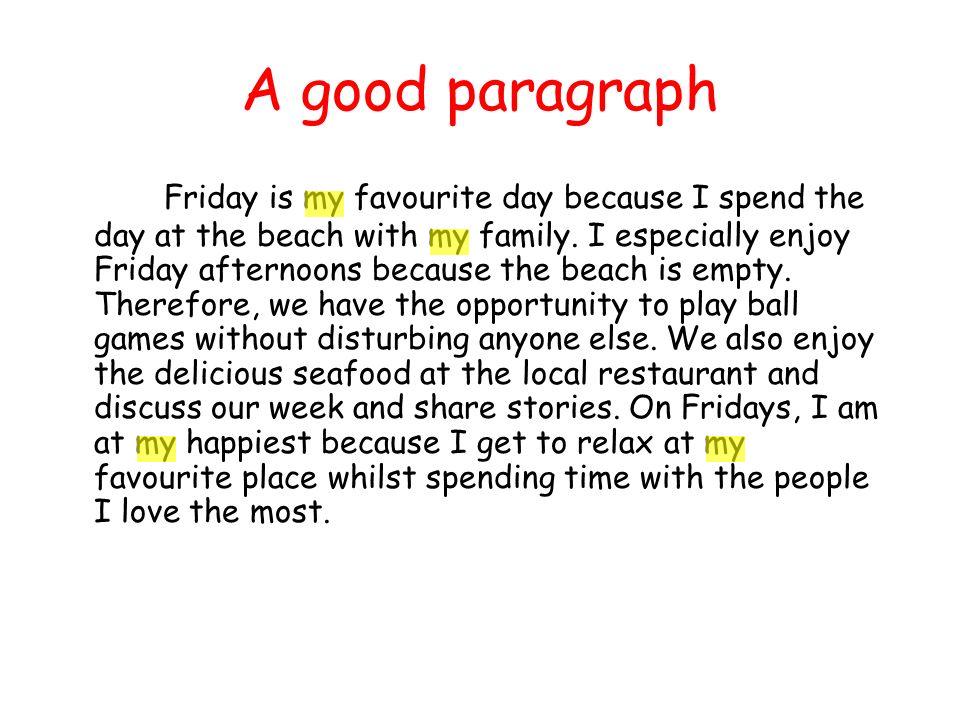 A good paragraph
Friday is my favourite day because I spend the
day at the beach with my family. I especially enjoy
Friday afternoons because the beach is empty.
Therefore, we have the opportunity to play ball
games without disturbing anyone else. We also enjoy
the delicious seafood at the local restaurant and
discuss our week and share stories. On Fridays, I am
at my happiest because I get to relax at my
favourite place whilst spending time with the people
I love the most.